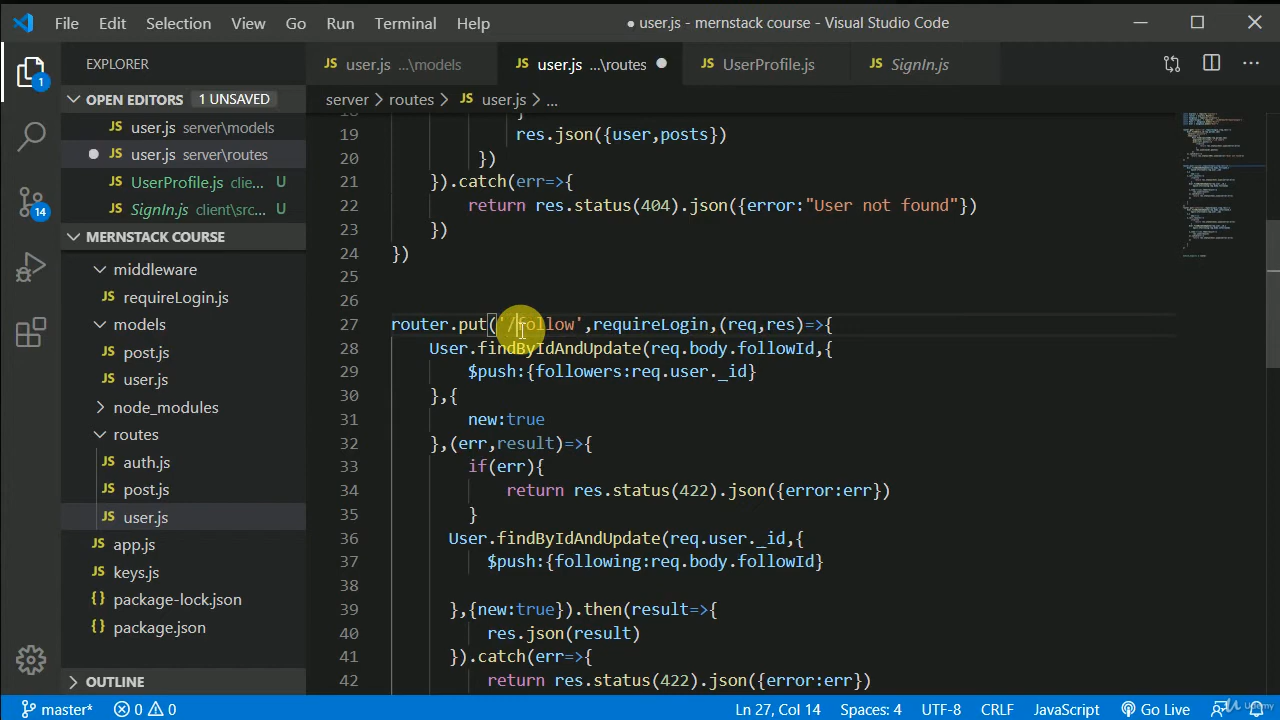 File Edit Selection View Go Run Terminal Help ● user.js - mernstack course - Visual Studio Code
EXPLORER
JS user.js ...\models JS user.js ...\routes JS UserProfile.js JS SignIn.js
OPEN EDITORS 1 UNSAVED
JS user.js server\models
JS user.js server\routes
JS UserProfile.js clie... U
JS SignIn.js client\src... U
MERNSTACK COURSE
middleware
JS requireLogin.js
models
JS post.js
JS user.js
node_modules
routes
JS auth.js
JS post.js
JS user.js
JS app.js
JS keys.js
{} package-lock.json
{} package.json
OUTLINE
1
14
server > routes > JS user.js > ...
18 }
19 res.json({user,posts})
20 })
21 }).catch(err=>{
22 return res.status(404).json({error:"User not found"})
23 })
24 })
25
26
27 router.put('/follow',requireLogin,(req,res)=>{
28 User.findByIdAndUpdate(req.body.followId,{
29 $push:{followers:req.user._id}
30 },{
31 new:true
32 },(err,result)=>{
33 if(err){
34 return res.status(422).json({error:err})
35 }
36 User.findByIdAndUpdate(req.user._id,{
37 $push:{following:req.body.followId}
38
39 },{new:true}).then(result=>{
40 res.json(result)
41 }).catch(err=>{
42 return res.status(422).json({error:err})
master* 0 0 Ln 27, Col 14 Spaces: 4 UTF-8 CRLF JavaScript Go Live
Udemy